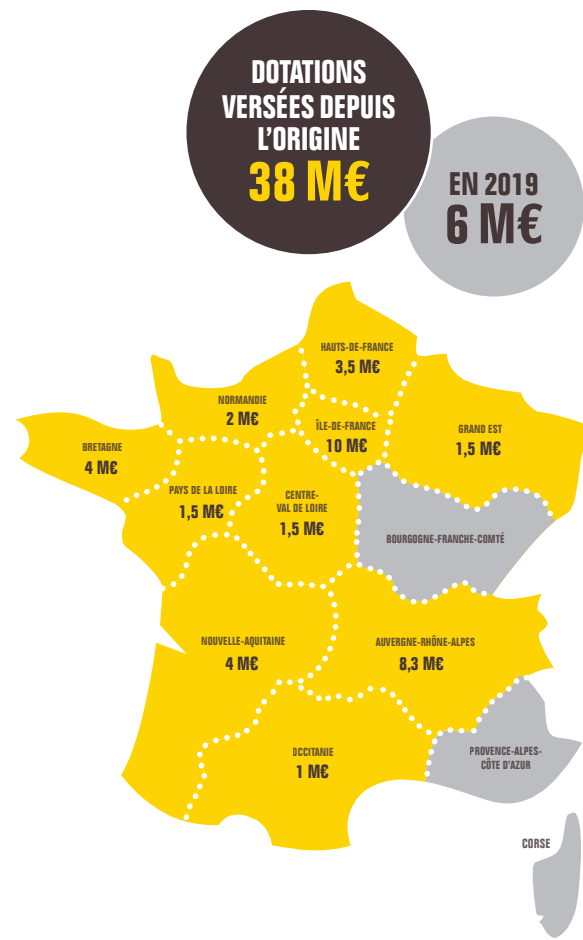 DOTATIONS
VERSÉES DEPUIS
L'ORIGINE
38 M€
EN 2019
6 M€
HAUTS-DE-FRANCE
3,5 M€
NORMANDIE
2 M€
ÎLE-DE-FRANCE
10 M€
GRAND EST
1,5 M€
BRETAGNE
4 M€
PAYS DE LA LOIRE
1,5 M€
CENTRE-
VAL DE LOIRE
1,5 M€
BOURGOGNE-FRANCHE-COMTÉ
NOUVELLE-AQUITAINE
4 M€
AUVERGNE-RHÔNE-ALPES
8,3 M€
OCCITANIE
1 M€
PROVENCE-ALPES-
CÔTE D'AZUR
CORSE